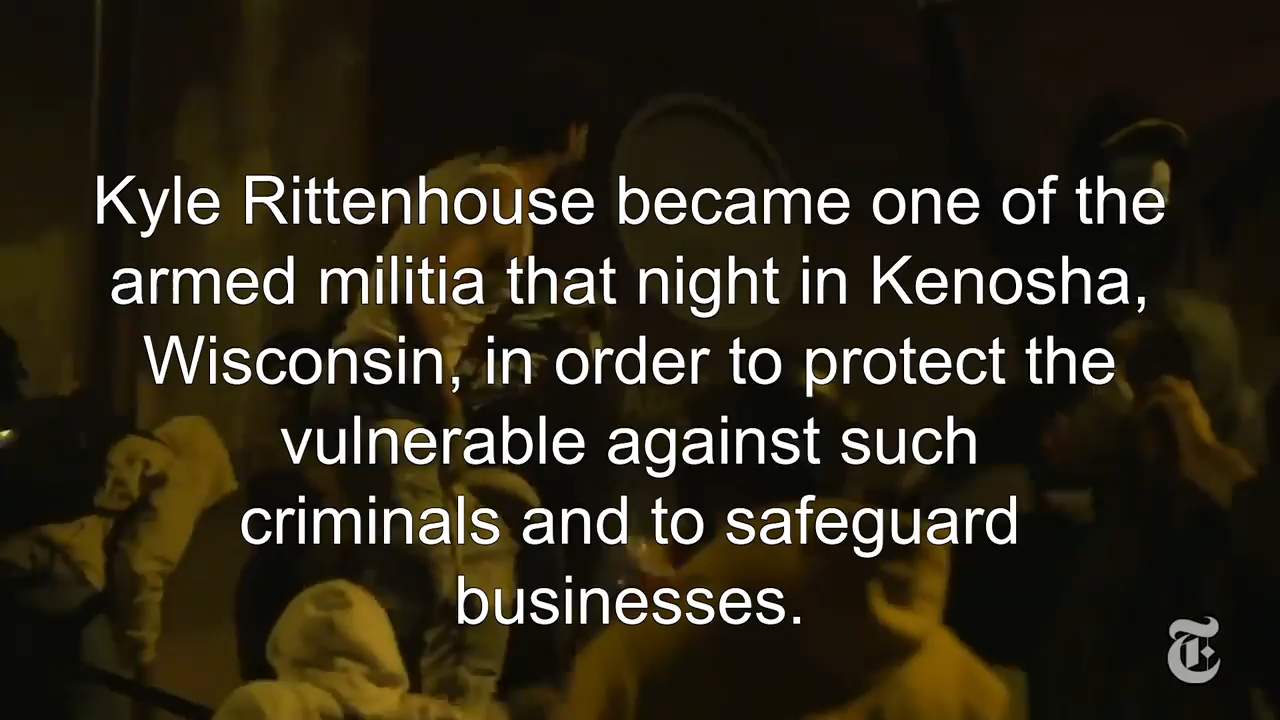 Kyle Rittenhouse became one of the
armed militia that night in Kenosha,
Wisconsin, in order to protect the
vulnerable against such
criminals and to safeguard
businesses.
T